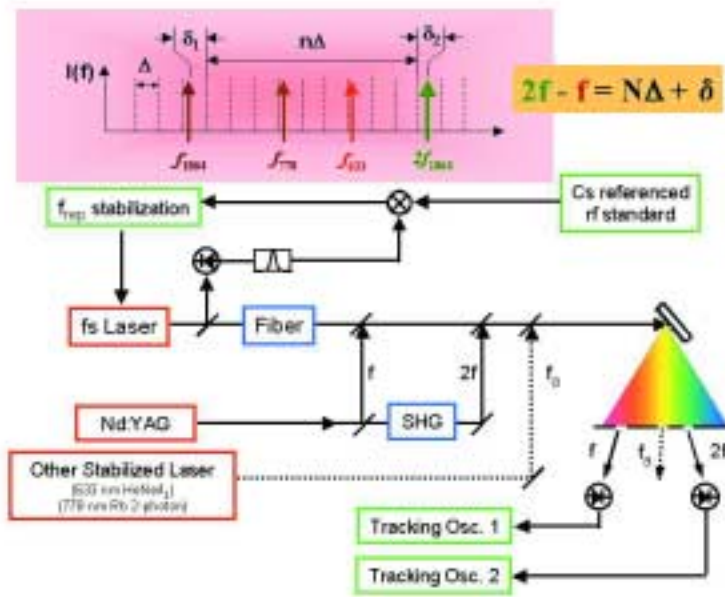 δ1
nΔ
δ2
I(f)
Δ
2f - f = NΔ + δ
f1064
f778
f633
2f1064
frep stabilization
Cs referenced
rf standard
fs Laser
Fiber
f
2f
f0
Nd:YAG
SHG
Other Stabilized Laser
(633 nm HeNe/I2)
(778 nm Rb 2-photon)
f
f0
2f
Tracking Osc. 1
Tracking Osc. 2